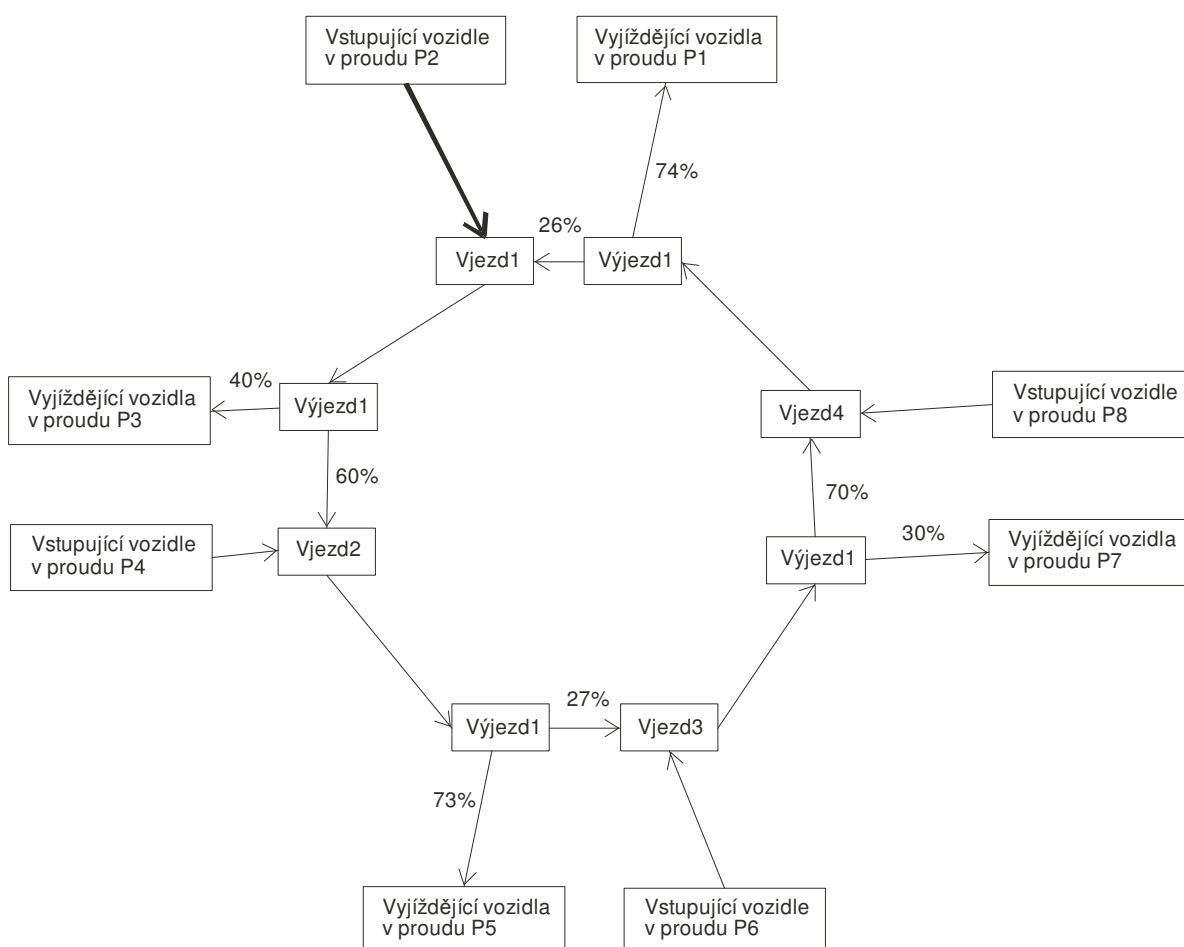 Vstupující vozidle
v proudu P2
Vyjíždějící vozidla
v proudu P1
74%
26%
Vjezd1
Výjezd1
40%
Vyjíždějící vozidla
v proudu P3
Výjezd1
Vjezd4
Vstupující vozidle
v proudu P8
60%
70%
Vstupující vozidle
v proudu P4
Vjezd2
30%
Výjezd1
Vyjíždějící vozidla
v proudu P7
27%
Výjezd1
Vjezd3
73%
Vyjíždějící vozidla
v proudu P5
Vstupující vozidle
v proudu P6